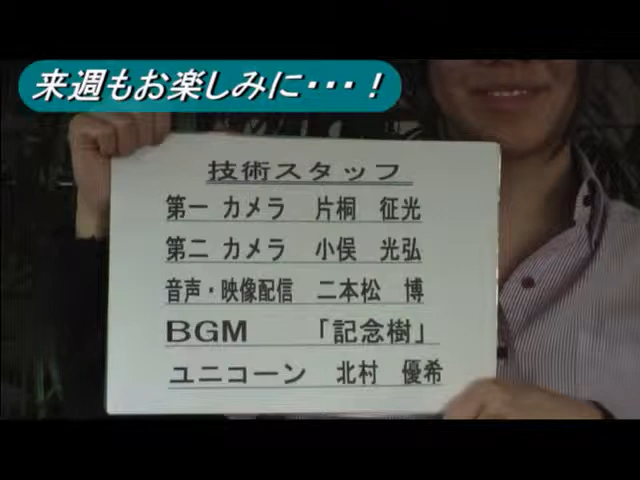 来週もお楽しみに・・・！
技術スタッフ
第一 カメラ 片桐 征光
第二 カメラ 小俣 光弘
音声・映像配信 二本松 博
BGM 「記念樹」
ユニコーン 北村 優希